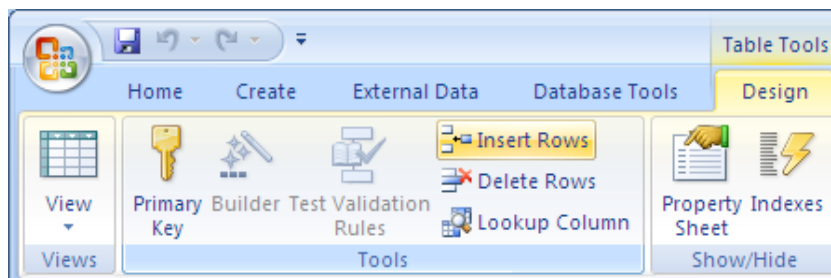 Table Tools
Home Create External Data Database Tools Design
Insert Rows
Delete Rows
Lookup Column
View
Primary Key
Builder
Test Validation Rules
Property Sheet
Indexes
Views
Tools
Show/Hide